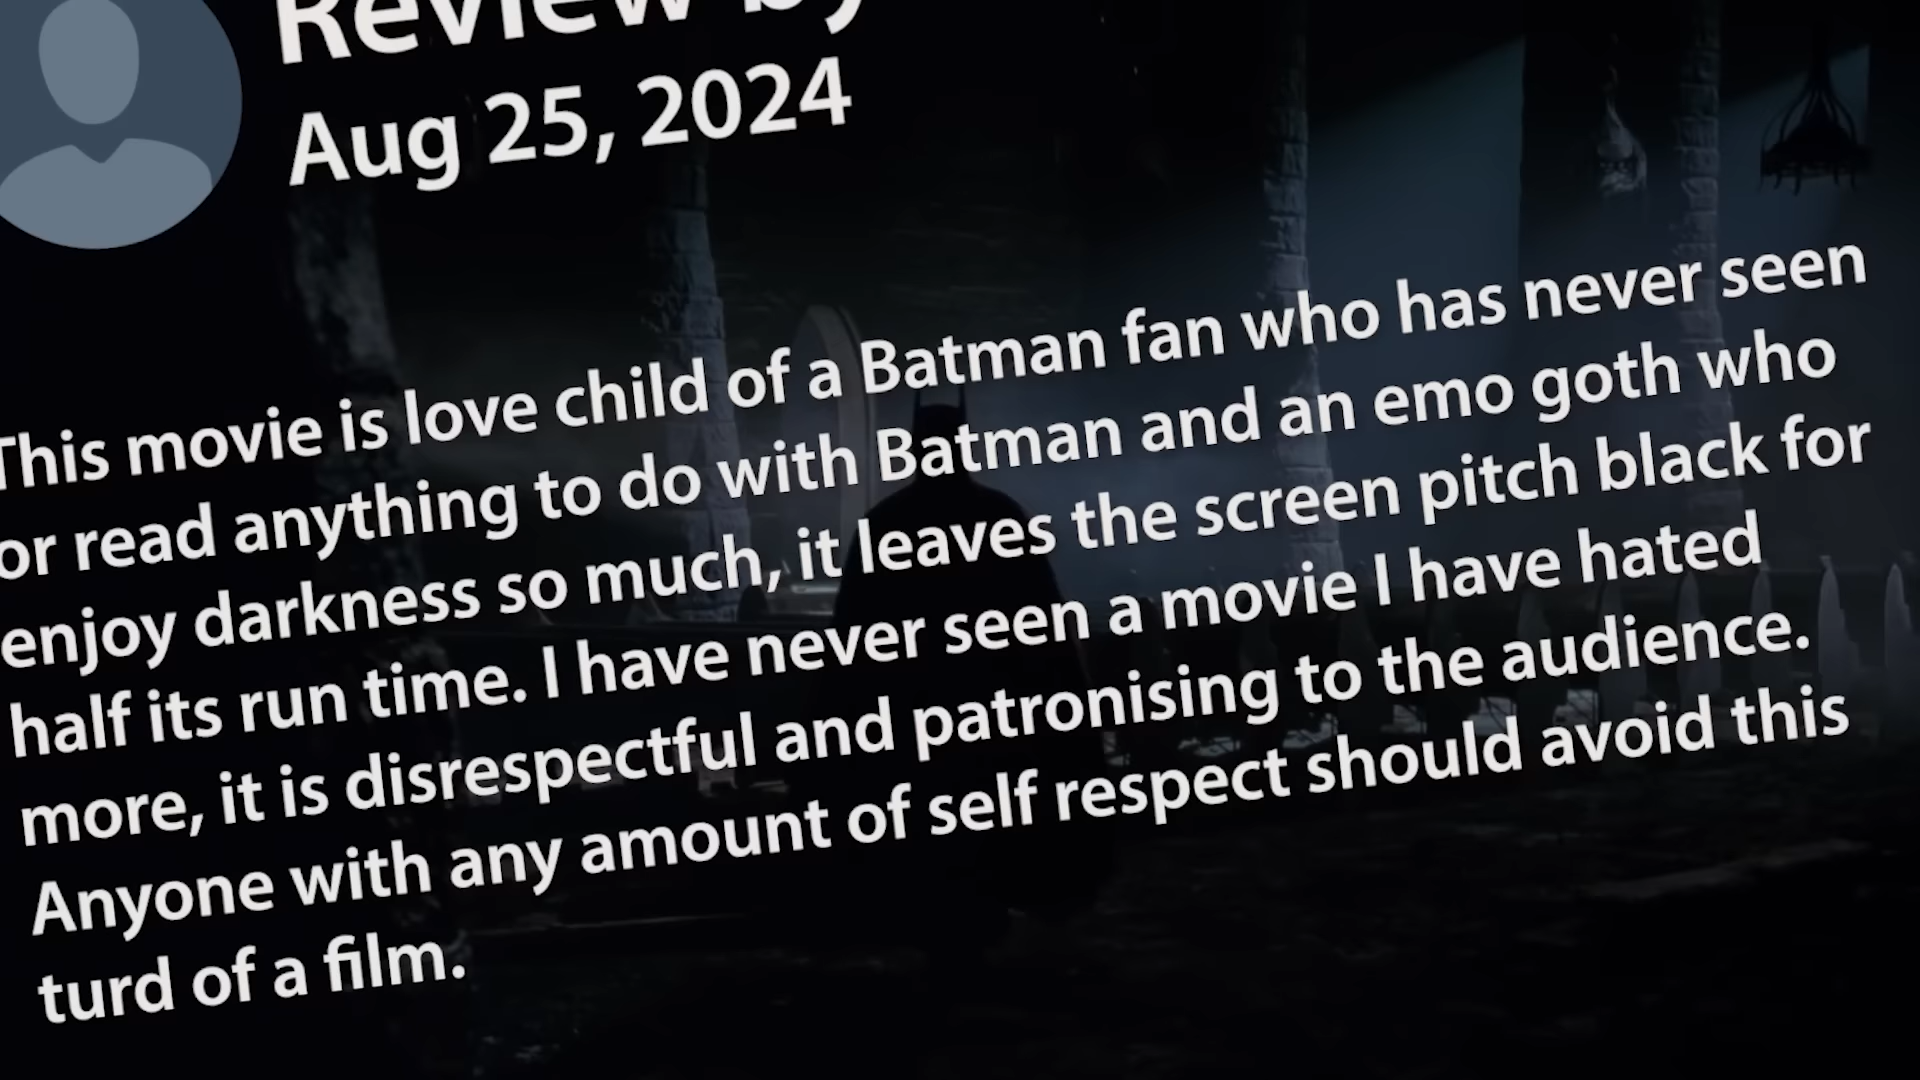 Review by
Aug 25, 2024
This movie is love child of a Batman fan who has never seen
or read anything to do with Batman and an emo goth who
enjoy darkness so much, it leaves the screen pitch black for
half its run time. I have never seen a movie I have hated
more, it is disrespectful and patronising to the audience.
Anyone with any amount of self respect should avoid this
turd of a film.